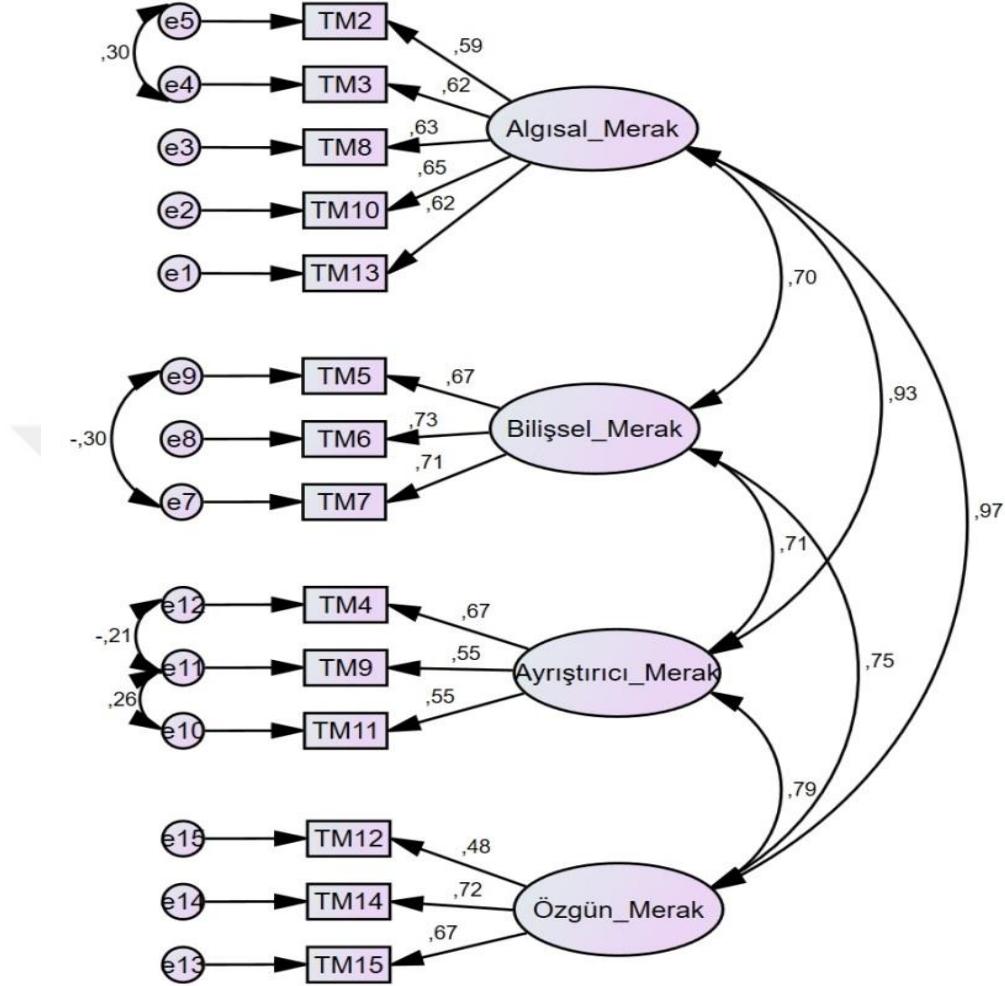 e5
TM2
,59
,30
,62
e4
TM3
Algısal_Merak
,63
e3
TM8
,65
e2
TM10
,62
e1
TM13
,70
e9
TM5
,67
,93
-,30
e8
TM6
,73
Bilişsel_Merak
,71
e7
TM7
,97
,71
e12
TM4
,67
-,21
e11
TM9
,55
Ayrıştırıcı_Merak
,75
,26
,55
e10
TM11
,79
e15
TM12
,48
e14
TM14
,72
Özgün_Merak
,67
e13
TM15